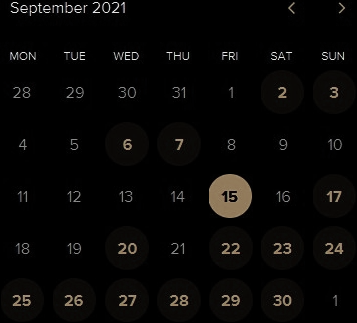 September 2021
MON TUE WED THU FRI SAT SUN
28 29 30 31 1 2 3
4 5 6 7 8 9 10
11 12 13 14 15 16 17
18 19 20 21 22 23 24
25 26 27 28 29 30 1